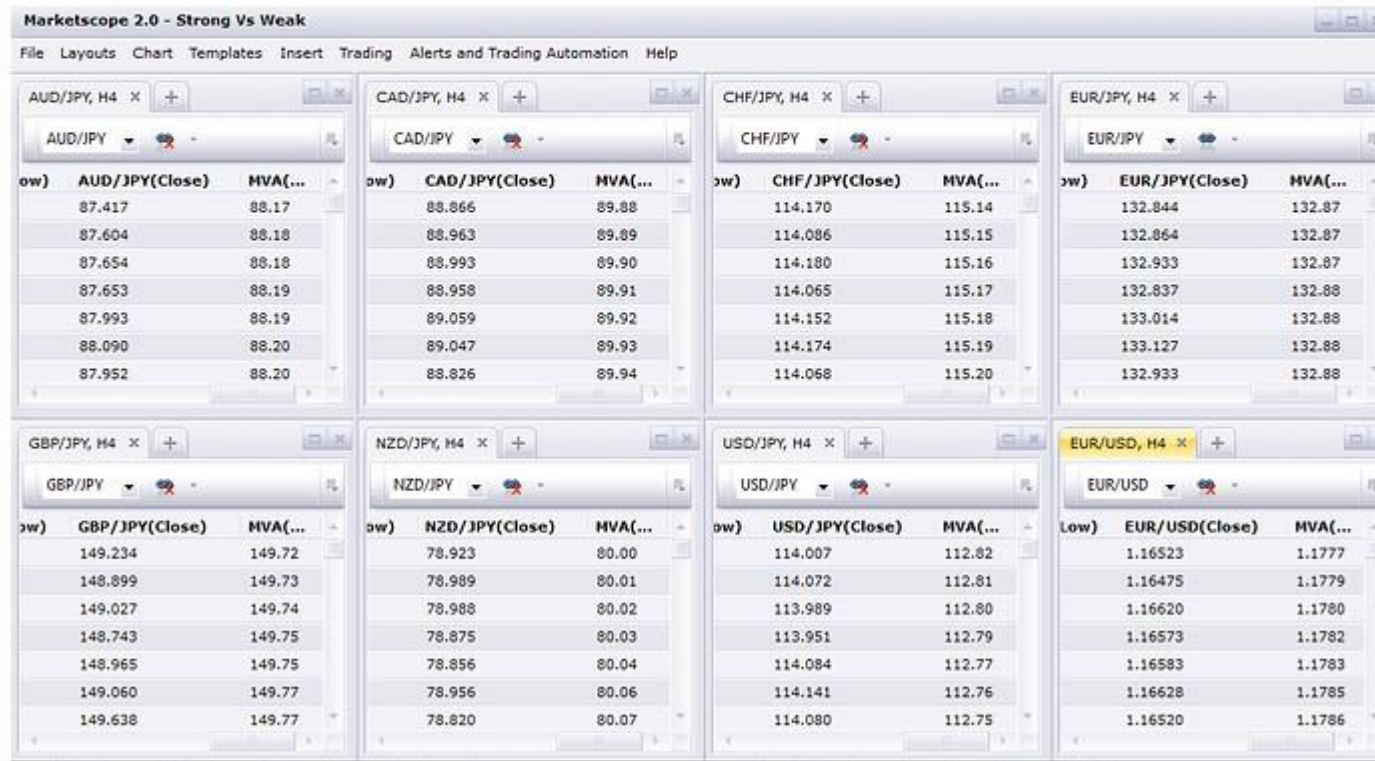 Marketscope 2.0 - Strong Vs Weak
File Layouts Chart Templates Insert Trading Alerts and Trading Automation Help
AUD/JPY, H4 × + CAD/JPY, H4 × + CHF/JPY, H4 × + EUR/JPY, H4 × +
AUD/JPY CAD/JPY CHF/JPY EUR/JPY
ow) AUD/JPY(Close) MVA(... ow) CAD/JPY(Close) MVA(... ow) CHF/JPY(Close) MVA(... ow) EUR/JPY(Close) MVA(...
87.417 88.17 88.866 89.88 114.170 115.14 132.844 132.87
87.604 88.18 88.963 89.89 114.086 115.15 132.864 132.87
87.654 88.18 88.993 89.90 114.180 115.16 132.933 132.87
87.653 88.19 88.958 89.91 114.065 115.17 132.837 132.88
87.993 88.19 89.059 89.92 114.152 115.18 133.014 132.88
88.090 88.20 89.047 89.93 114.174 115.19 133.127 132.88
87.952 88.20 88.826 89.94 114.068 115.20 132.933 132.88
GBP/JPY, H4 × + NZD/JPY, H4 × + USD/JPY, H4 × + EUR/USD, H4 × +
GBP/JPY NZD/JPY USD/JPY EUR/USD
ow) GBP/JPY(Close) MVA(... ow) NZD/JPY(Close) MVA(... ow) USD/JPY(Close) MVA(... Low) EUR/USD(Close) MVA(...
149.234 149.72 78.923 80.00 114.007 112.82 1.16523 1.1777
148.899 149.73 78.989 80.01 114.072 112.81 1.16475 1.1779
149.027 149.74 78.988 80.02 113.989 112.80 1.16620 1.1780
148.743 149.75 78.875 80.03 113.951 112.79 1.16573 1.1782
148.965 149.75 78.856 80.04 114.084 112.77 1.16583 1.1783
149.060 149.77 78.956 80.06 114.141 112.76 1.16628 1.1785
149.638 149.77 78.820 80.07 114.080 112.75 1.16520 1.1786